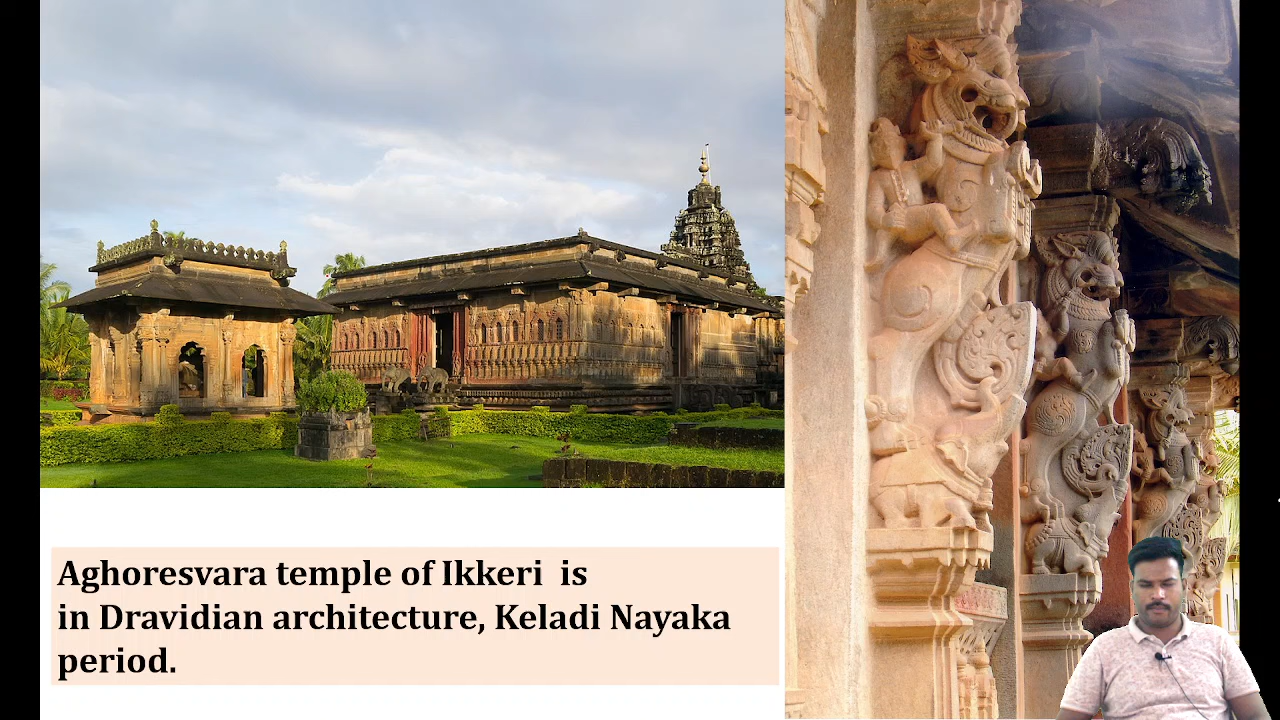 Aghoresvara temple of Ikkeri  is
in Dravidian architecture, Keladi Nayaka
period.